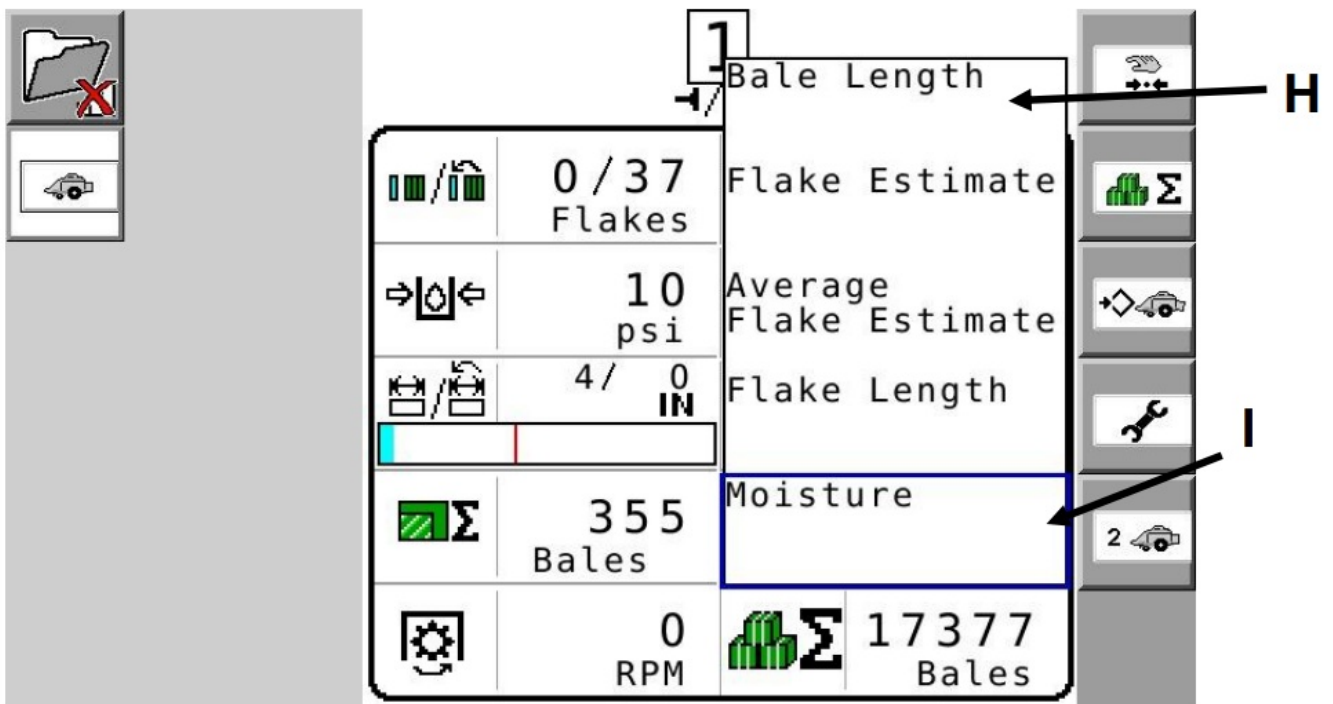 1
Bale Length
H
0/37
Flakes
Flake Estimate
Σ
10
psi
Average
Flake Estimate
4/ 0
IN
Flake Length
I
Σ
355
Bales
Moisture
2
0
RPM
Σ
17377
Bales